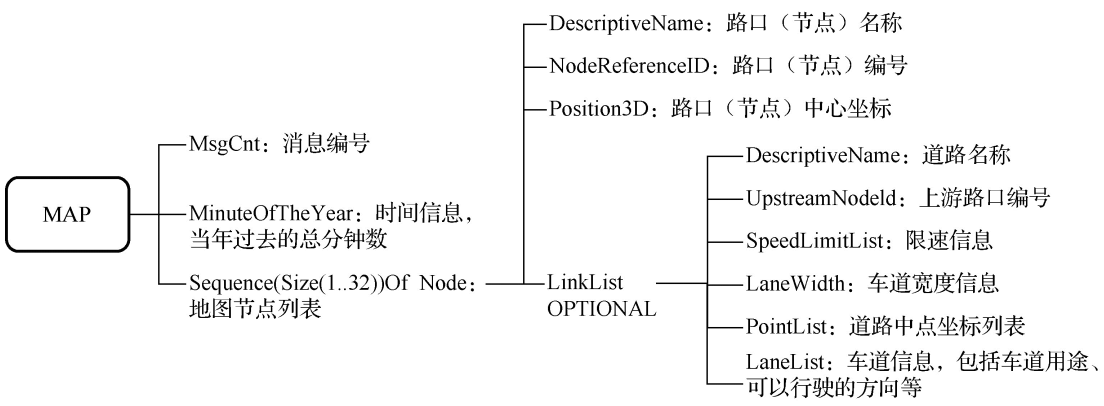 MAP
MsgCnt：消息编号
MinuteOfTheYear：时间信息，
当年过去的总分钟数
Sequence(Size(1..32))Of Node：
地图节点列表
DescriptiveName：路口（节点）名称
NodeReferenceID：路口（节点）编号
Position3D：路口（节点）中心坐标
LinkList
OPTIONAL
DescriptiveName：道路名称
UpstreamNodeld：上游路口编号
SpeedLimitList：限速信息
LaneWidth：车道宽度信息
PointList：道路中点坐标列表
LaneList：车道信息，包括车道用途、
可以行驶的方向等